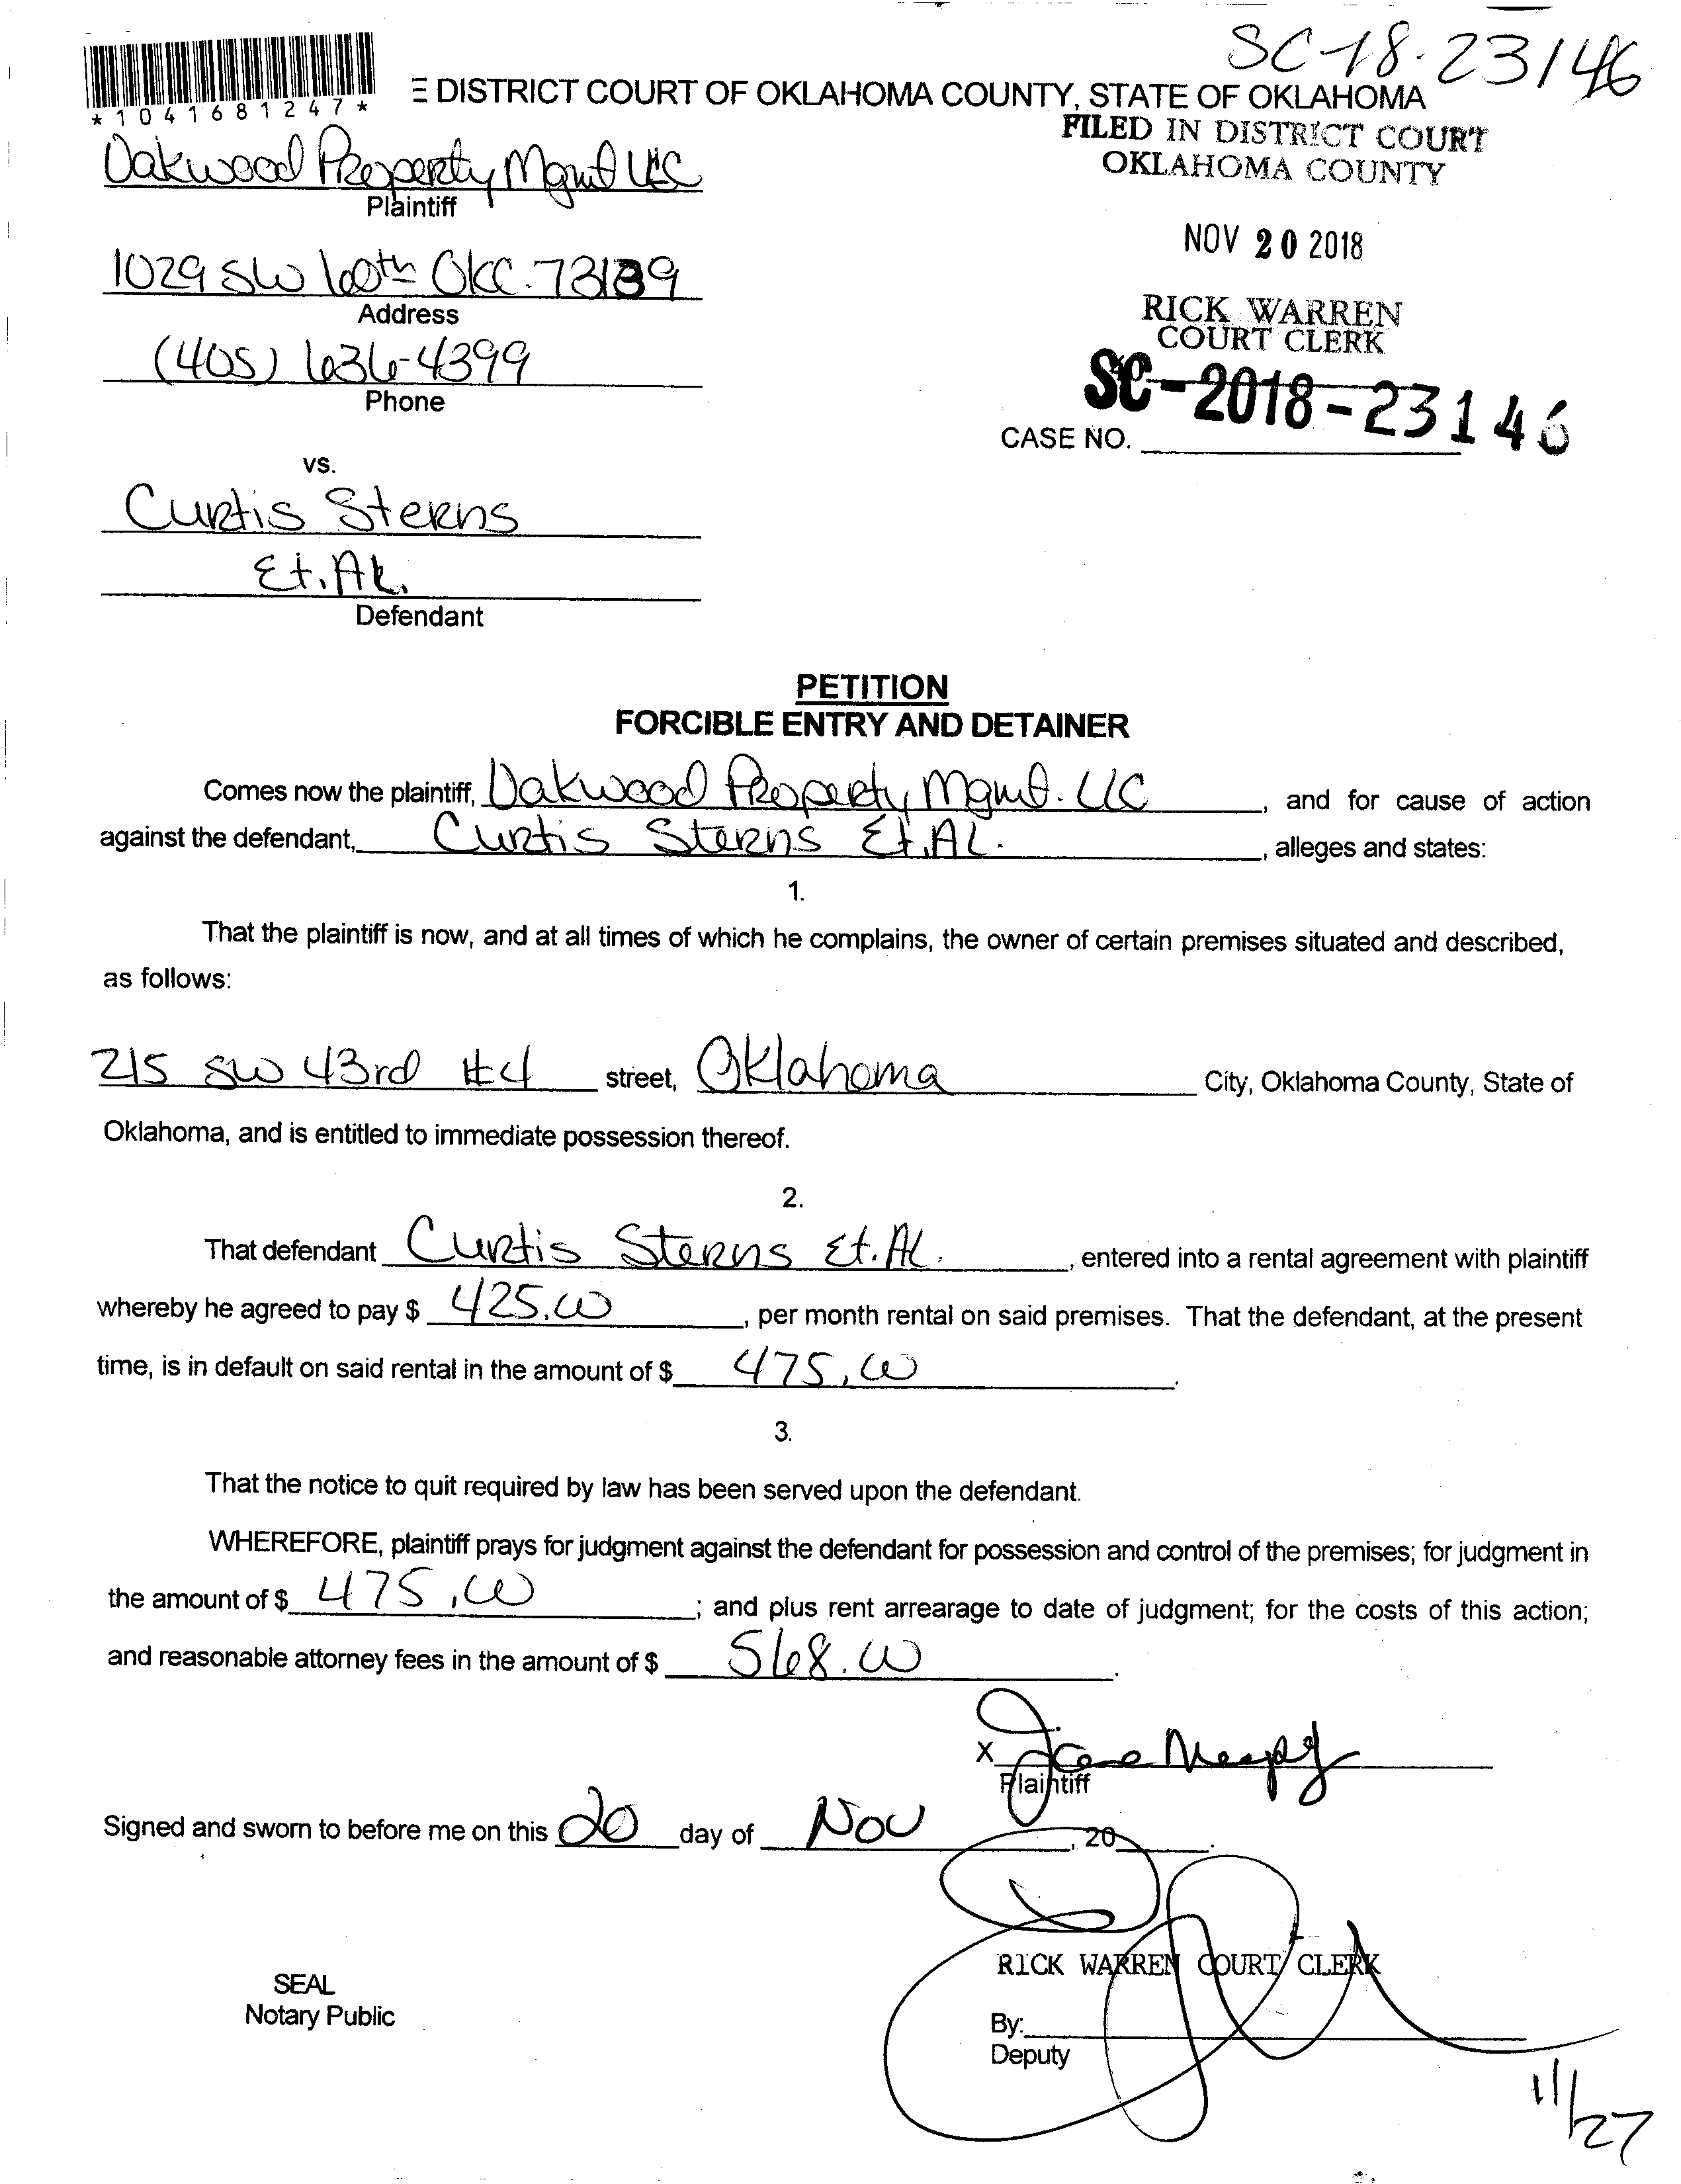 SC-18-23146
*1041681247*
E DISTRICT COURT OF OKLAHOMA COUNTY, STATE OF OKLAHOMA
FILED IN DISTRICT COURT
OKLAHOMA COUNTY
Oakwood Property Mgmt LLC
Plaintiff
NOV 20 2018
1029 SW 60th OKC. 73139
Address
RICK WARREN
COURT CLERK
(405) 636-4399
Phone
SC-2018-23146
CASE NO.
vs.
Curtis Sterns
Et. Al.
Defendant
PETITION
FORCIBLE ENTRY AND DETAINER
Comes now the plaintiff, Oakwood Property Mgmt. LLC, and for cause of action
against the defendant, Curtis Sterns Et. Al., alleges and states:
1.
That the plaintiff is now, and at all times of which he complains, the owner of certain premises situated and described,
as follows:
215 SW 43rd #4 street, Oklahoma City, Oklahoma County, State of
Oklahoma, and is entitled to immediate possession thereof.
2.
That defendant Curtis Sterns Et. Al., entered into a rental agreement with plaintiff
whereby he agreed to pay $ 425.00, per month rental on said premises. That the defendant, at the present
time, is in default on said rental in the amount of $ 475.00.
3.
That the notice to quit required by law has been served upon the defendant.
WHEREFORE, plaintiff prays for judgment against the defendant for possession and control of the premises; for judgment in
the amount of $ 475.00; and plus rent arrearage to date of judgment; for the costs of this action;
and reasonable attorney fees in the amount of $ 568.00.
X
Plaintiff
Signed and sworn to before me on this 20 day of Nov, 20 .
RICK WARREN COURT CLERK
SEAL
Notary Public
By:
Deputy
11/27